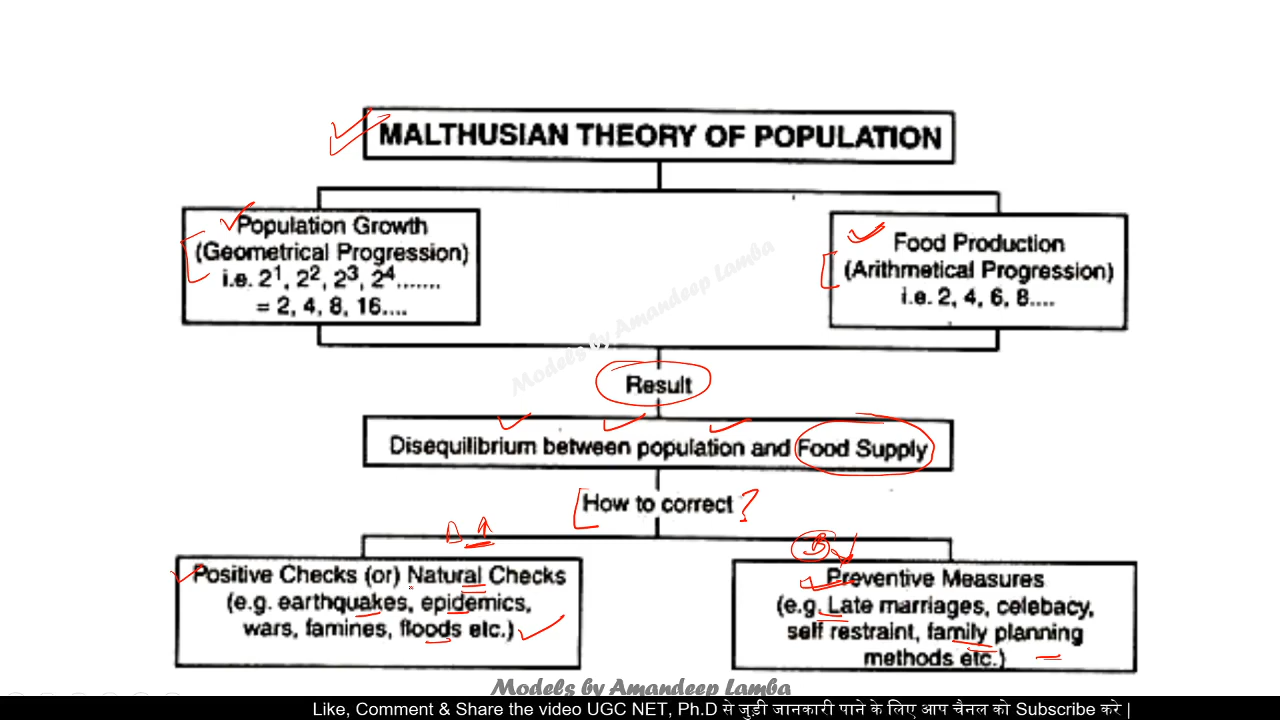 MALTHUSIAN THEORY OF POPULATION
Population Growth
(Geometrical Progression)
i.e. 2¹, 2², 2³, 2⁴.......
= 2, 4, 8, 16....
Food Production
(Arithmetical Progression)
i.e. 2, 4, 6, 8....
Models by Amandeep Lamba
Result
Disequilibrium between population and Food Supply
How to correct ?
D ↑
B ↓
Positive Checks (or) Natural Checks
(e.g. earthquakes, epidemics,
wars, famines, floods etc.)
Preventive Measures
(e.g. Late marriages, celebacy,
self restraint, family planning
methods etc.)
Models by Amandeep Lamba
Like, Comment & Share the video UGC NET, Ph.D से जुड़ी जानकारी पाने के लिए आप चैनल को Subscribe करे |